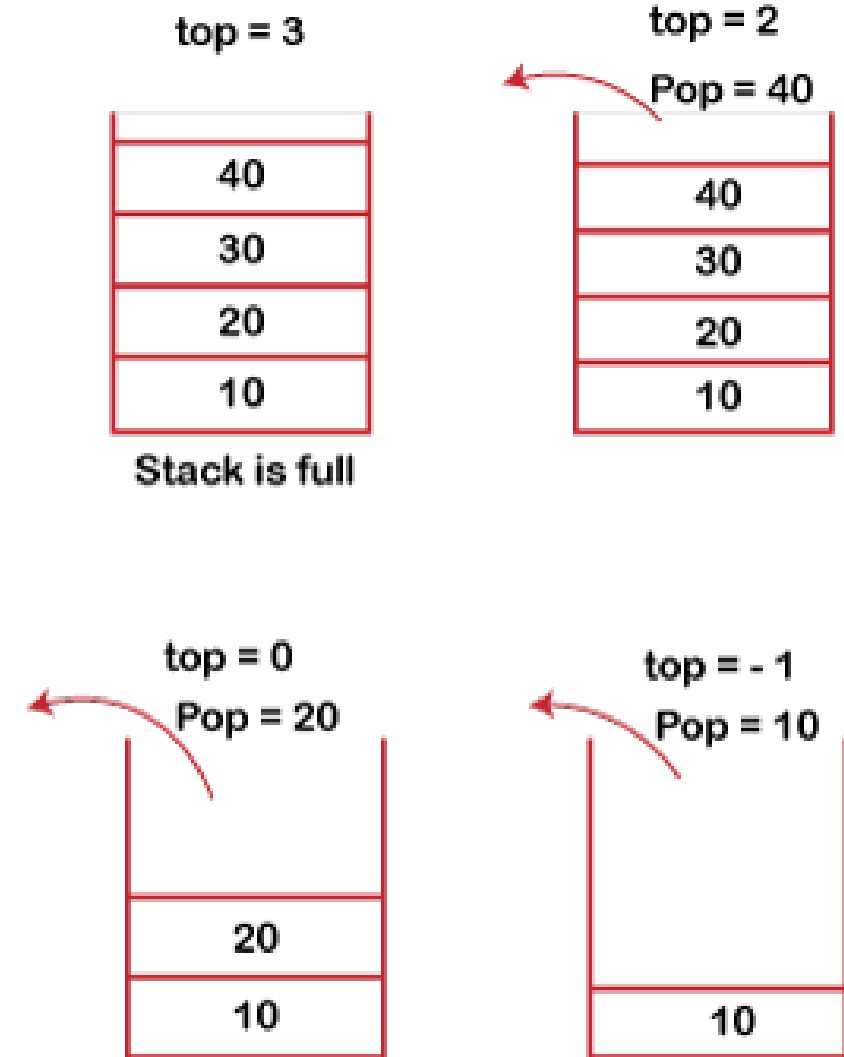 top = 3
40
30
20
10
Stack is full
top = 2
Pop = 40
40
30
20
10
top = 0
Pop = 20
20
10
top = - 1
Pop = 10
10